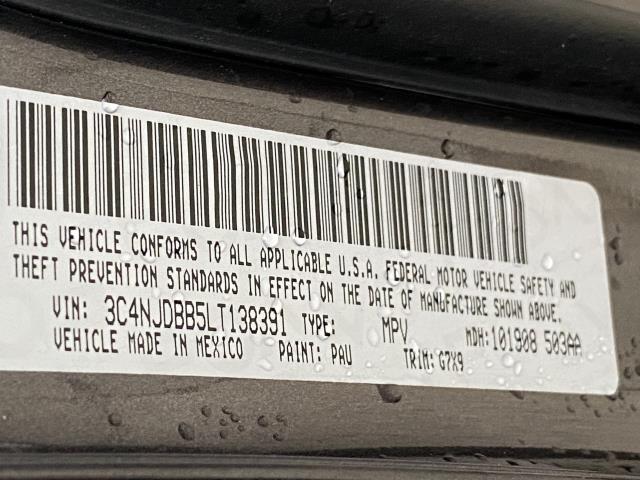 THIS VEHICLE CONFORMS TO ALL APPLICABLE U.S.A. FEDERAL MOTOR VEHICLE SAFETY AND
THEFT PREVENTION STANDARDS IN EFFECT ON THE DATE OF MANUFACTURE SHOWN ABOVE.
VIN: 3C4NJDBB5LT138391 TYPE: MPV MDH: 101908 503AA
VEHICLE MADE IN MEXICO PAINT: PAU TRIM: G7X9